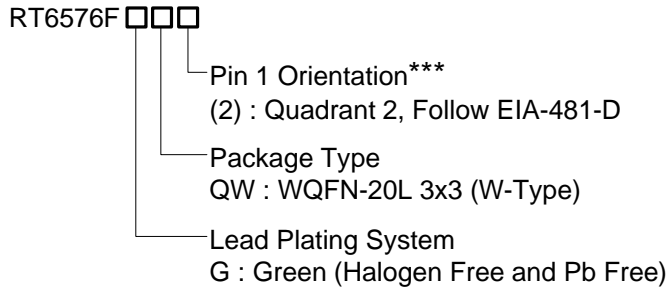 RT6576F □□□
Pin 1 Orientation***
(2) : Quadrant 2, Follow EIA-481-D
Package Type
QW : WQFN-20L 3x3 (W-Type)
Lead Plating System
G : Green (Halogen Free and Pb Free)